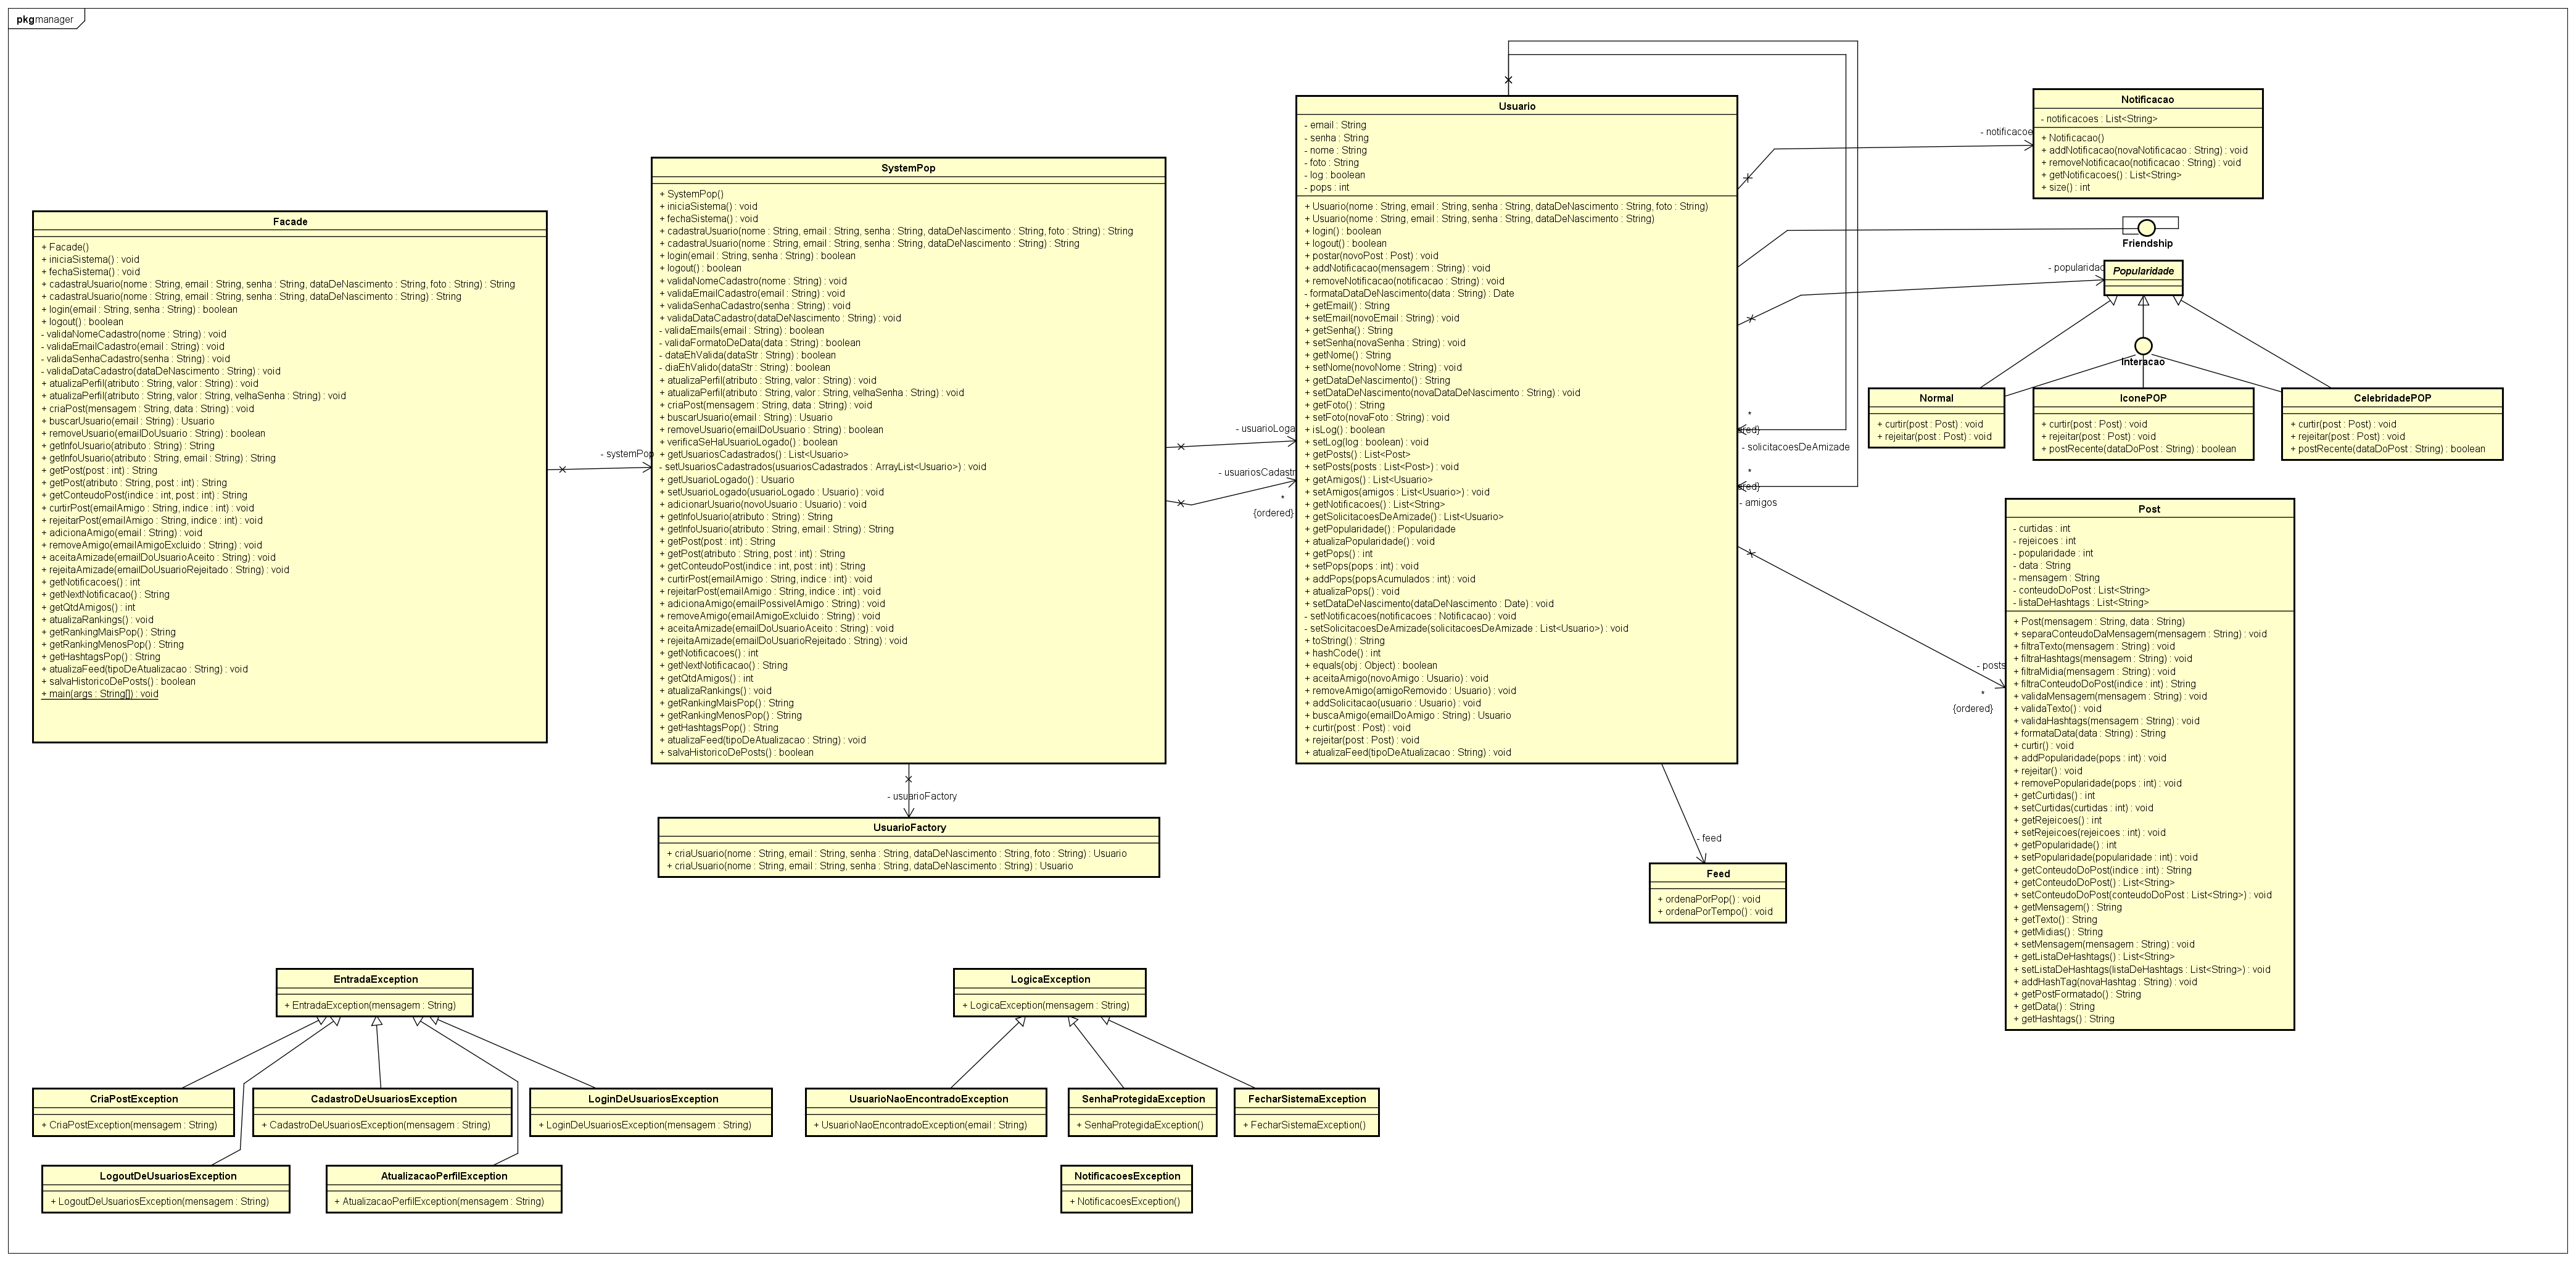 pkg manager
Facade
+ Facade()
+ iniciaSistema() : void
+ fechaSistema() : void
+ cadastraUsuario(nome : String, email : String, senha : String, dataDeNascimento : String, foto : String) : String
+ cadastraUsuario(nome : String, email : String, senha : String, dataDeNascimento : String) : String
+ login(email : String, senha : String) : boolean
+ logout() : boolean
- validaNomeCadastro(nome : String) : void
- validaEmailCadastro(email : String) : void
- validaSenhaCadastro(senha : String) : void
- validaDataCadastro(dataDeNascimento : String) : void
+ atualizaPerfil(atributo : String, valor : String) : void
+ atualizaPerfil(atributo : String, valor : String, velhaSenha : String) : void
+ criaPost(mensagem : String, data : String) : void
+ buscarUsuario(email : String) : Usuario
+ removeUsuario(emailDoUsuario : String) : boolean
+ getInfoUsuario(atributo : String) : String
+ getInfoUsuario(atributo : String, email : String) : String
+ getPost(post : int) : String
+ getPost(atributo : String, post : int) : String
+ getConteudoPost(indice : int, post : int) : String
+ curtirPost(emailAmigo : String, indice : int) : void
+ rejeitarPost(emailAmigo : String, indice : int) : void
+ adicionaAmigo(email : String) : void
+ removeAmigo(emailAmigoExcluido : String) : void
+ aceitaAmizade(emailDoUsuarioAceito : String) : void
+ rejeitaAmizade(emailDoUsuarioRejeitado : String) : void
+ getNotificacoes() : int
+ getNextNotificacao() : String
+ getQtdAmigos() : int
+ atualizaRankings() : void
+ getRankingMaisPop() : String
+ getRankingMenosPop() : String
+ getHashtagsPop() : String
+ atualizaFeed(tipoDeAtualizacao : String) : void
+ salvaHistoricoDePosts() : boolean
+ main(args : String[]) : void
- systemPop
SystemPop
+ SystemPop()
+ iniciaSistema() : void
+ fechaSistema() : void
+ cadastraUsuario(nome : String, email : String, senha : String, dataDeNascimento : String, foto : String) : String
+ cadastraUsuario(nome : String, email : String, senha : String, dataDeNascimento : String) : String
+ login(email : String, senha : String) : boolean
+ logout() : boolean
+ validaNomeCadastro(nome : String) : void
+ validaEmailCadastro(email : String) : void
+ validaSenhaCadastro(senha : String) : void
+ validaDataCadastro(dataDeNascimento : String) : void
- validaEmails(email : String) : boolean
- validaFormatoDeData(data : String) : boolean
- dataEhValida(dataStr : String) : boolean
- diaEhValido(dataStr : String) : boolean
+ atualizaPerfil(atributo : String, valor : String) : void
+ atualizaPerfil(atributo : String, valor : String, velhaSenha : String) : void
+ criaPost(mensagem : String, data : String) : void
+ buscarUsuario(email : String) : Usuario
+ removeUsuario(emailDoUsuario : String) : boolean
+ verificaSeHaUsuarioLogado() : boolean
+ getUsuariosCadastrados() : List<Usuario>
- setUsuariosCadastrados(usuariosCadastrados : ArrayList<Usuario>) : void
+ getUsuarioLogado() : Usuario
+ setUsuarioLogado(usuarioLogado : Usuario) : void
+ adicionarUsuario(novoUsuario : Usuario) : void
+ getInfoUsuario(atributo : String) : String
+ getInfoUsuario(atributo : String, email : String) : String
+ getPost(post : int) : String
+ getPost(atributo : String, post : int) : String
+ getConteudoPost(indice : int, post : int) : String
+ curtirPost(emailAmigo : String, indice : int) : void
+ rejeitarPost(emailAmigo : String, indice : int) : void
+ adicionaAmigo(emailPossivelAmigo : String) : void
+ removeAmigo(emailAmigoExcluido : String) : void
+ aceitaAmizade(emailDoUsuarioAceito : String) : void
+ rejeitaAmizade(emailDoUsuarioRejeitado : String) : void
+ getNotificacoes() : int
+ getNextNotificacao() : String
+ getQtdAmigos() : int
+ atualizaRankings() : void
+ getRankingMaisPop() : String
+ getRankingMenosPop() : String
+ getHashtagsPop() : String
+ atualizaFeed(tipoDeAtualizacao : String) : void
+ salvaHistoricoDePosts() : boolean
- usuarioFactory
UsuarioFactory
+ criaUsuario(nome : String, email : String, senha : String, dataDeNascimento : String, foto : String) : Usuario
+ criaUsuario(nome : String, email : String, senha : String, dataDeNascimento : String) : Usuario
- usuarioLoga
- usuariosCadastr
*
{ordered}
Usuario
- email : String
- senha : String
- nome : String
- foto : String
- log : boolean
- pops : int
+ Usuario(nome : String, email : String, senha : String, dataDeNascimento : String, foto : String)
+ Usuario(nome : String, email : String, senha : String, dataDeNascimento : String)
+ login() : boolean
+ logout() : boolean
+ postar(novoPost : Post) : void
+ addNotificacao(mensagem : String) : void
+ removeNotificacao(notificacao : String) : void
- formataDataDeNascimento(data : String) : Date
+ getEmail() : String
+ setEmail(novoEmail : String) : void
+ getSenha() : String
+ setSenha(novaSenha : String) : void
+ getNome() : String
+ setNome(novoNome : String) : void
+ getDataDeNascimento() : String
+ setDataDeNascimento(novaDataDeNascimento : String) : void
+ getFoto() : String
+ setFoto(novaFoto : String) : void
+ isLog() : boolean
+ setLog(log : boolean) : void
+ getPosts() : List<Post>
+ setPosts(posts : List<Post>) : void
+ getAmigos() : List<Usuario>
+ setAmigos(amigos : List<Usuario>) : void
+ getNotificacoes() : List<String>
+ getSolicitacoesDeAmizade() : List<Usuario>
+ getPopularidade() : Popularidade
+ atualizaPopularidade() : void
+ getPops() : int
+ setPops(pops : int) : void
+ addPops(popsAcumulados : int) : void
+ atualizaPops() : void
+ setDataDeNascimento(dataDeNascimento : Date) : void
- setNotificacoes(notificacoes : Notificacao) : void
- setSolicitacoesDeAmizade(solicitacoesDeAmizade : List<Usuario>) : void
+ toString() : String
+ hashCode() : int
+ equals(obj : Object) : boolean
+ aceitaAmigo(novoAmigo : Usuario) : void
+ removeAmigo(amigoRemovido : Usuario) : void
+ addSolicitacao(usuario : Usuario) : void
+ buscaAmigo(emailDoAmigo : String) : Usuario
+ curtir(post : Post) : void
+ rejeitar(post : Post) : void
+ atualizaFeed(tipoDeAtualizacao : String) : void
*
red}
- solicitacoesDeAmizade
*
red}
- amigos
- feed
Feed
+ ordenaPorPop() : void
+ ordenaPorTempo() : void
- notificacoe
Notificacao
- notificacoes : List<String>
+ Notificacao()
+ addNotificacao(novaNotificacao : String) : void
+ removeNotificacao(notificacao : String) : void
+ getNotificacoes() : List<String>
+ size() : int
Friendship
- popularidad
Popularidade
Interacao
Normal
+ curtir(post : Post) : void
+ rejeitar(post : Post) : void
IconePOP
+ curtir(post : Post) : void
+ rejeitar(post : Post) : void
+ postRecente(dataDoPost : String) : boolean
CelebridadePOP
+ curtir(post : Post) : void
+ rejeitar(post : Post) : void
+ postRecente(dataDoPost : String) : boolean
- posts
*
{ordered}
Post
- curtidas : int
- rejeicoes : int
- popularidade : int
- data : String
- mensagem : String
- conteudoDoPost : List<String>
- listaDeHashtags : List<String>
+ Post(mensagem : String, data : String)
+ separaConteudoDaMensagem(mensagem : String) : void
+ filtraTexto(mensagem : String) : void
+ filtraHashtags(mensagem : String) : void
+ filtraMidia(mensagem : String) : void
+ filtraConteudoDoPost(indice : int) : String
+ validaMensagem(mensagem : String) : void
+ validaTexto() : void
+ validaHashtags(mensagem : String) : void
+ formataData(data : String) : String
+ curtir() : void
+ addPopularidade(pops : int) : void
+ rejeitar() : void
+ removePopularidade(pops : int) : void
+ getCurtidas() : int
+ setCurtidas(curtidas : int) : void
+ getRejeicoes() : int
+ setRejeicoes(rejeicoes : int) : void
+ getPopularidade() : int
+ setPopularidade(popularidade : int) : void
+ getConteudoDoPost(indice : int) : String
+ getConteudoDoPost() : List<String>
+ setConteudoDoPost(conteudoDoPost : List<String>) : void
+ getMensagem() : String
+ getTexto() : String
+ getMidias() : String
+ setMensagem(mensagem : String) : void
+ getListaDeHashtags() : List<String>
+ setListaDeHashtags(listaDeHashtags : List<String>) : void
+ addHashTag(novaHashtag : String) : void
+ getPostFormatado() : String
+ getData() : String
+ getHashtags() : String
EntradaException
+ EntradaException(mensagem : String)
CriaPostException
+ CriaPostException(mensagem : String)
CadastroDeUsuariosException
+ CadastroDeUsuariosException(mensagem : String)
LoginDeUsuariosException
+ LoginDeUsuariosException(mensagem : String)
LogoutDeUsuariosException
+ LogoutDeUsuariosException(mensagem : String)
AtualizacaoPerfilException
+ AtualizacaoPerfilException(mensagem : String)
LogicaException
+ LogicaException(mensagem : String)
UsuarioNaoEncontradoException
+ UsuarioNaoEncontradoException(email : String)
SenhaProtegidaException
+ SenhaProtegidaException()
FecharSistemaException
+ FecharSistemaException()
NotificacoesException
+ NotificacoesException()